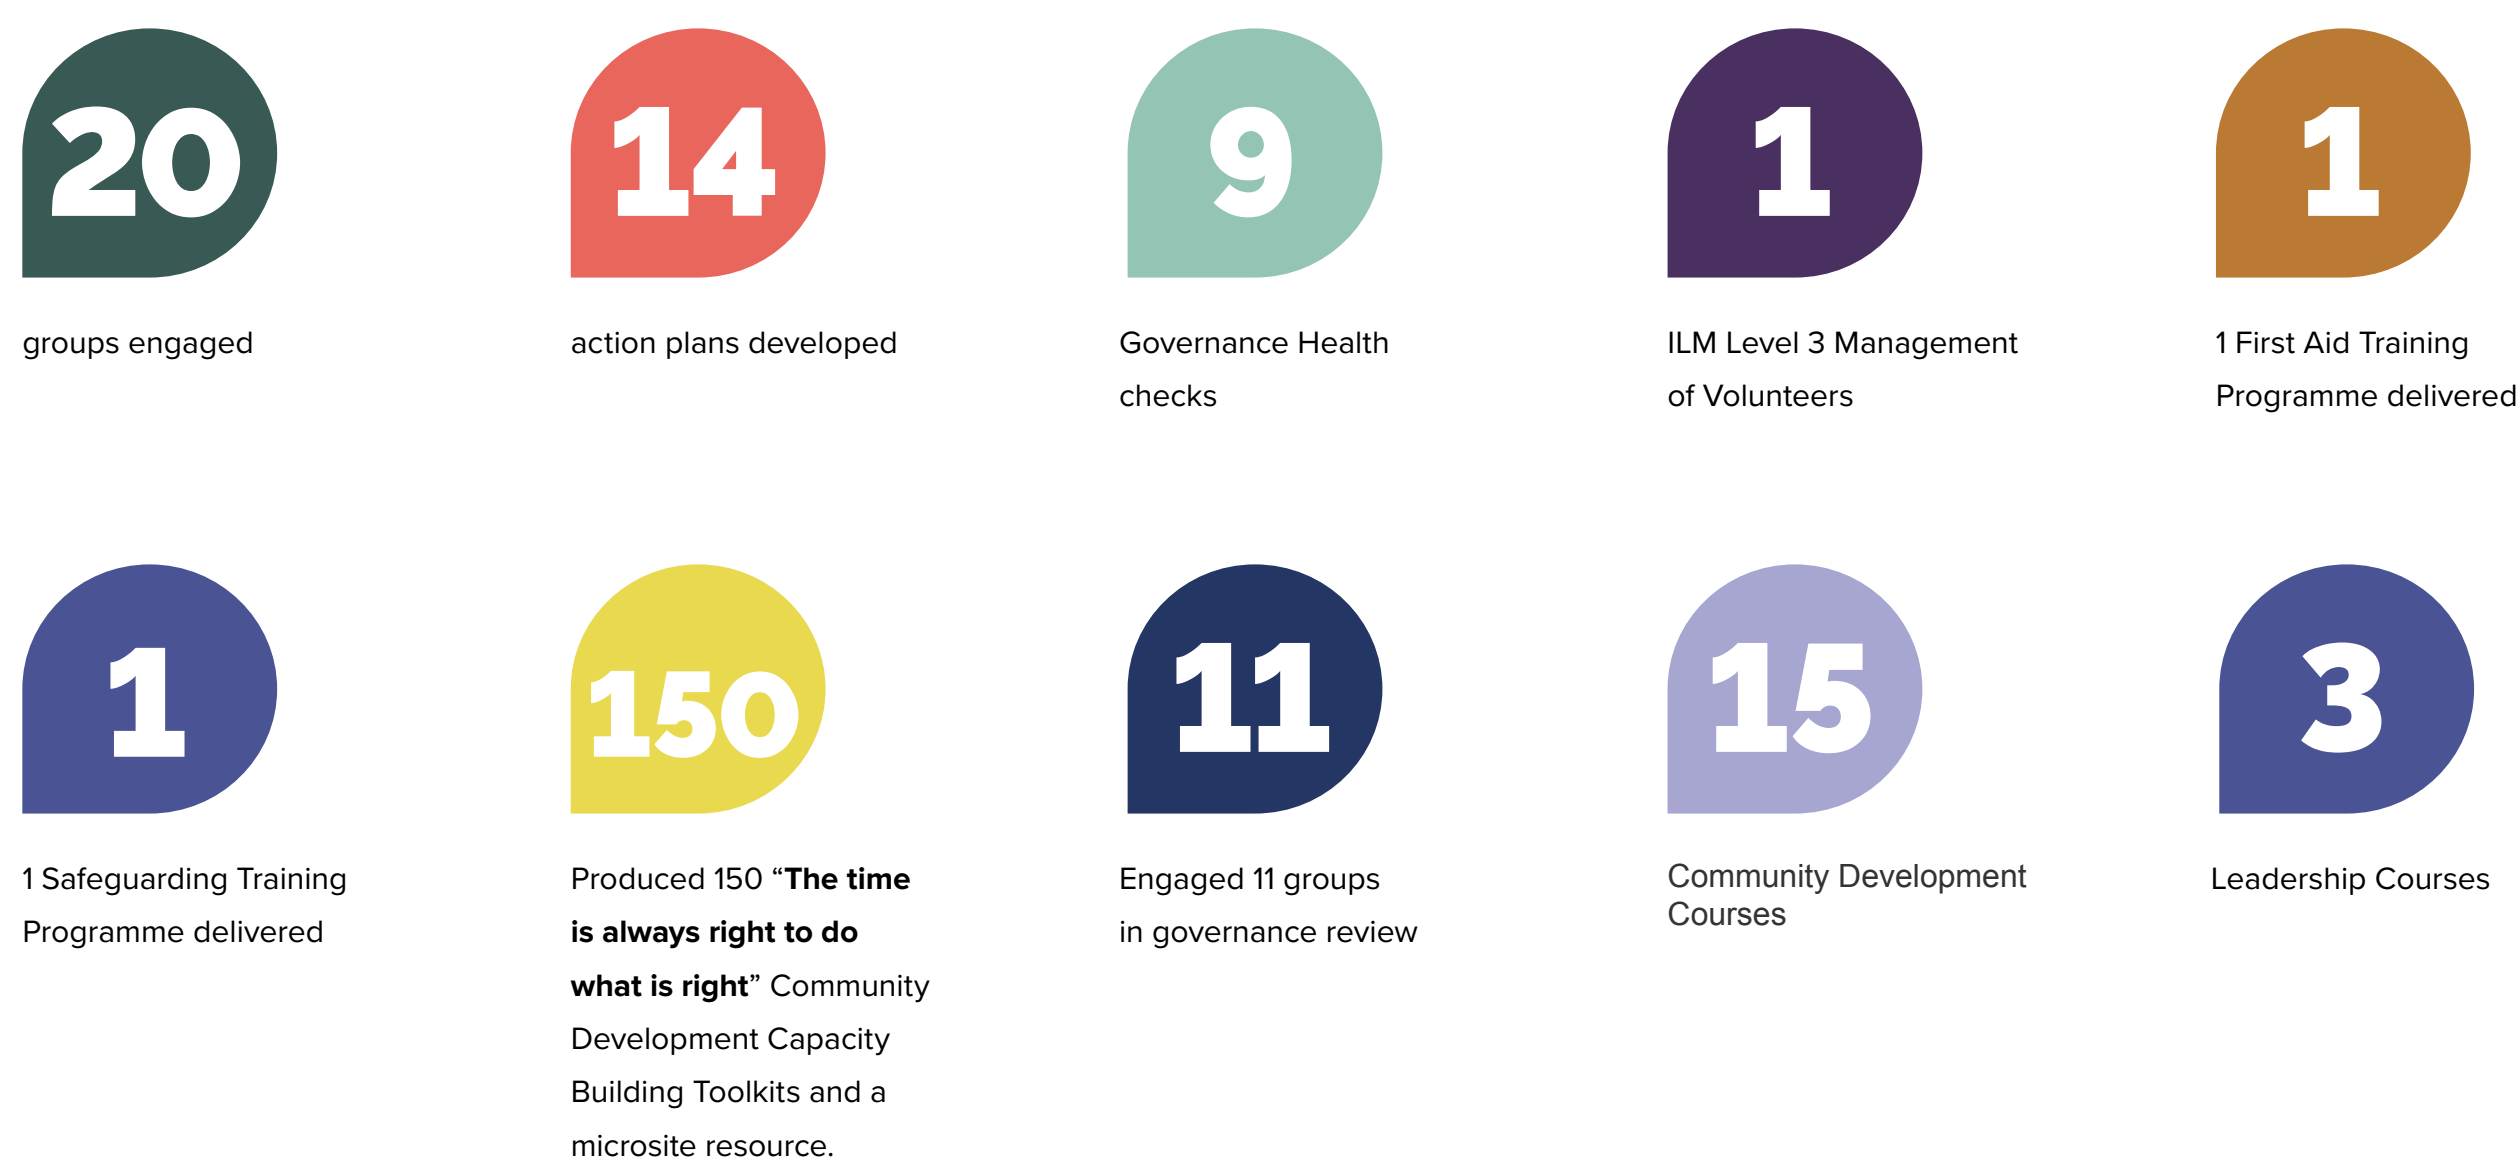 20
groups engaged
14
action plans developed
9
Governance Health
checks
1
ILM Level 3 Management
of Volunteers
1
1 First Aid Training
Programme delivered
1
1 Safeguarding Training
Programme delivered
150
Produced 150 “The time
is always right to do
what is right” Community
Development Capacity
Building Toolkits and a
microsite resource.
11
Engaged 11 groups
in governance review
15
Community Development
Courses
3
Leadership Courses